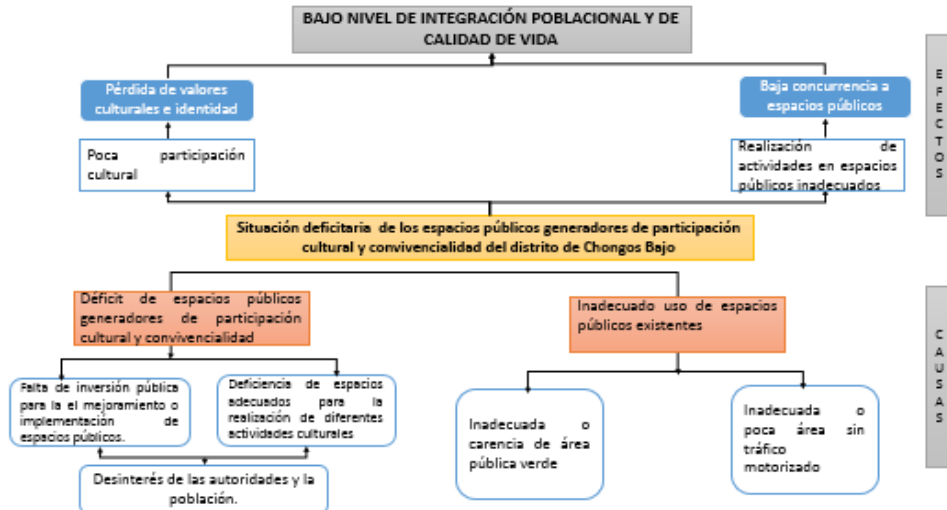 BAJO NIVEL DE INTEGRACIÓN POBLACIONAL Y DE
CALIDAD DE VIDA
Pérdida de valores
culturales e identidad
Baja concurrencia a
espacios públicos
EFECTOS
Poca participación
cultural
Realización de
actividades en espacios
públicos inadecuados
Situación deficitaria de los espacios públicos generadores de participación
cultural y convivencialidad del distrito de Chongos Bajo
Déficit de espacios públicos
generadores de participación
cultural y convivencialidad
Inadecuado uso de espacios
públicos existentes
CAUSAS
Falta de inversión pública
para la el mejoramiento o
implementación de
espacios públicos.
Deficiencia de espacios
adecuados para la
realización de diferentes
actividades culturales
Inadecuada o
carencia de área
pública verde
Inadecuada o
poca área sin
tráfico
motorizado
Desinterés de las autoridades y la
población.